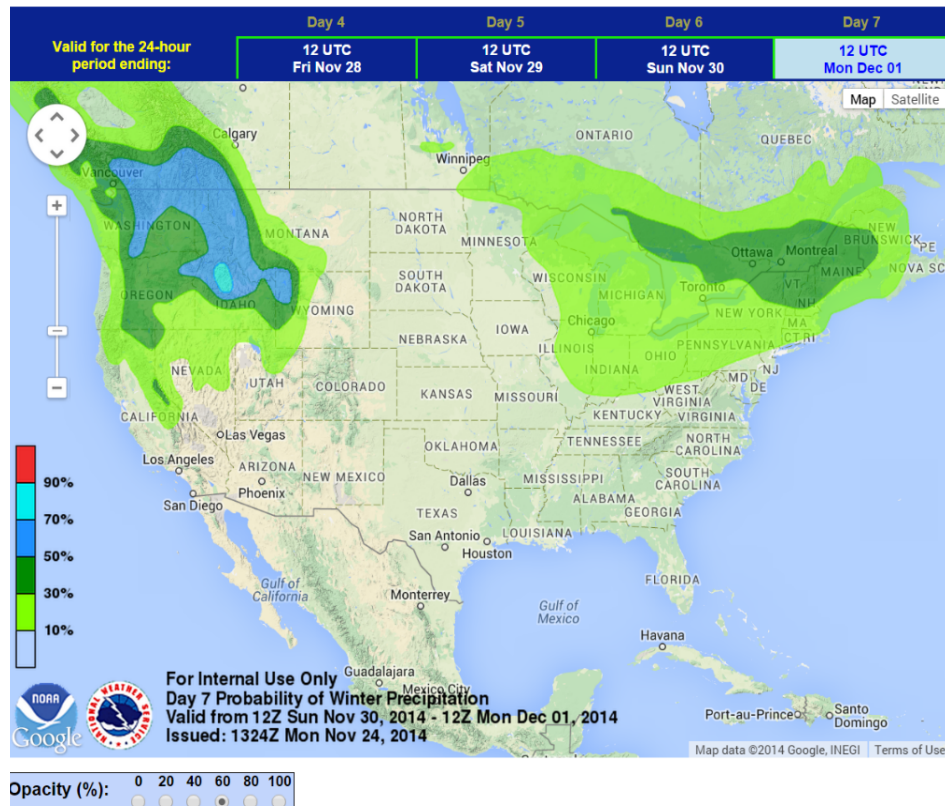 Day 4 Day 5 Day 6 Day 7
Valid for the 24-hour period ending:
12 UTC Fri Nov 28
12 UTC Sat Nov 29
12 UTC Sun Nov 30
12 UTC Mon Dec 01
Map Satellite
Calgary
ONTARIO
QUEBEC
Winnipeg
Vancouver
WASHINGTON
MONTANA
NORTH DAKOTA
MINNESOTA
Ottawa
Montreal
NEW BRUNSWICK
PE
NOVA SC
MAINE
OREGON
IDAHO
SOUTH DAKOTA
WISCONSIN
MICHIGAN
Toronto
VT
NH
WYOMING
NEW YORK
MA
CT RI
Chicago
IOWA
NEBRASKA
ILLINOIS
INDIANA
OHIO
PENNSYLVANIA
NJ
MD
DE
NEVADA
UTAH
COLORADO
KANSAS
MISSOURI
WEST VIRGINIA
KENTUCKY
VIRGINIA
CALIFORNIA
Las Vegas
OKLAHOMA
TENNESSEE
NORTH CAROLINA
Los Angeles
ARIZONA
NEW MEXICO
Phoenix
San Diego
Dallas
MISSISSIPPI
SOUTH CAROLINA
ALABAMA
GEORGIA
TEXAS
San Antonio
LOUISIANA
Houston
FLORIDA
Gulf of California
Monterrey
Gulf of Mexico
Havana
Guadalajara
Mexico City
Port-au-Prince
Santo Domingo
90%
70%
50%
30%
10%
For Internal Use Only
Day 7 Probability of Winter Precipitation
Valid from 12Z Sun Nov 30, 2014 - 12Z Mon Dec 01, 2014
Issued: 1324Z Mon Nov 24, 2014
NOAA
NATIONAL WEATHER SERVICE
Google
Map data ©2014 Google, INEGI Terms of Use
Opacity (%): 0 20 40 60 80 100